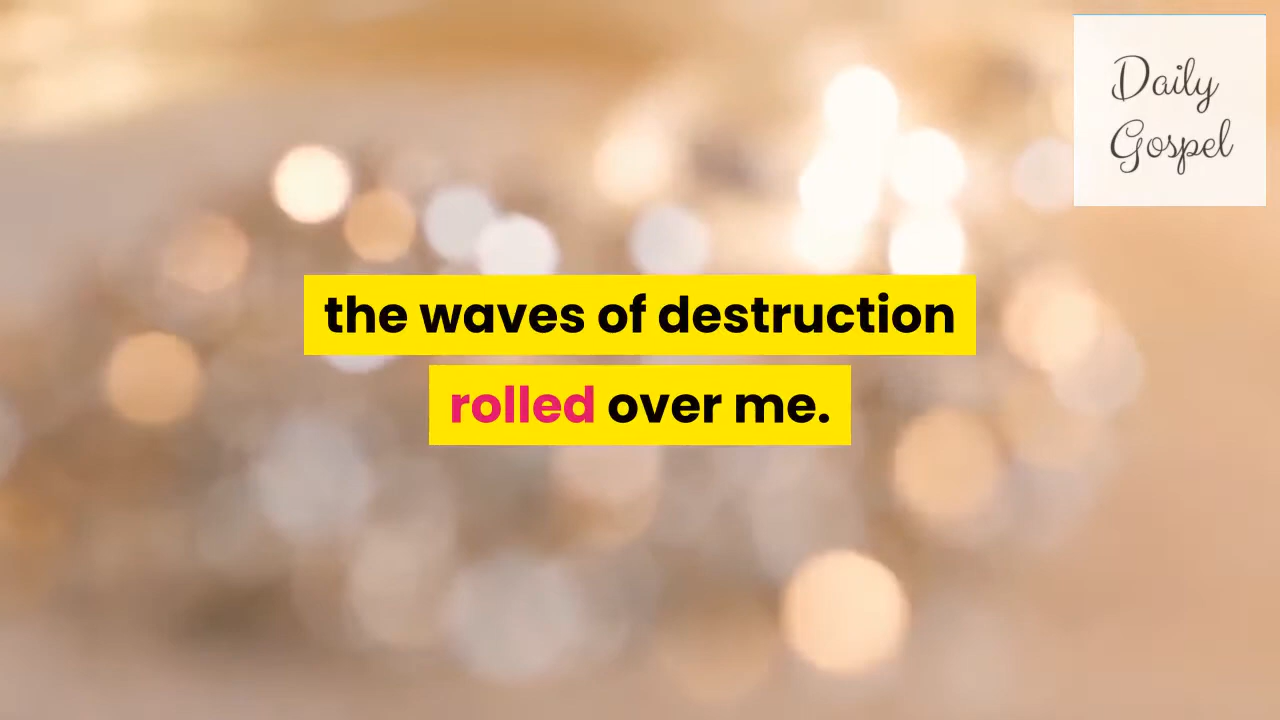 Daily
Gospel
the waves of destruction
rolled over me.